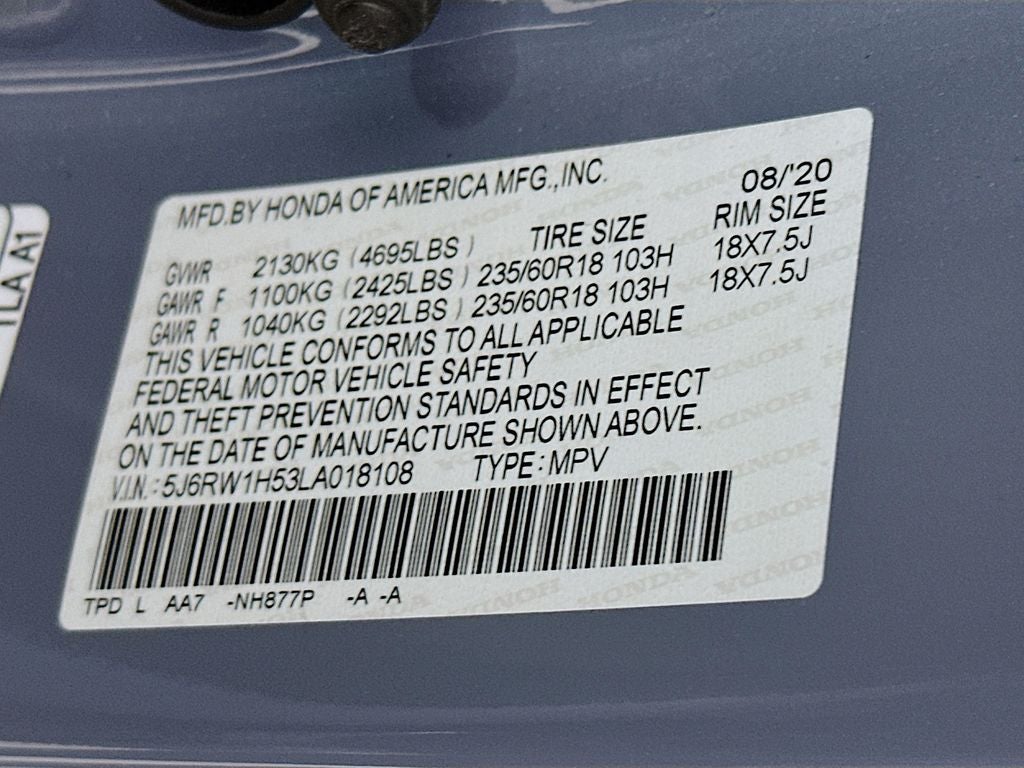 MFD.BY HONDA OF AMERICA MFG.,INC. 08/'20
TIRE SIZE RIM SIZE
GVWR 2130KG (4695LBS)
GAWR F 1100KG (2425LBS) 235/60R18 103H 18X7.5J
GAWR R 1040KG (2292LBS) 235/60R18 103H 18X7.5J
THIS VEHICLE CONFORMS TO ALL APPLICABLE
FEDERAL MOTOR VEHICLE SAFETY
AND THEFT PREVENTION STANDARDS IN EFFECT
ON THE DATE OF MANUFACTURE SHOWN ABOVE.
V.I.N.: 5J6RW1H53LA018108 TYPE: MPV
TPD L AA7 -NH877P -A -A
A1